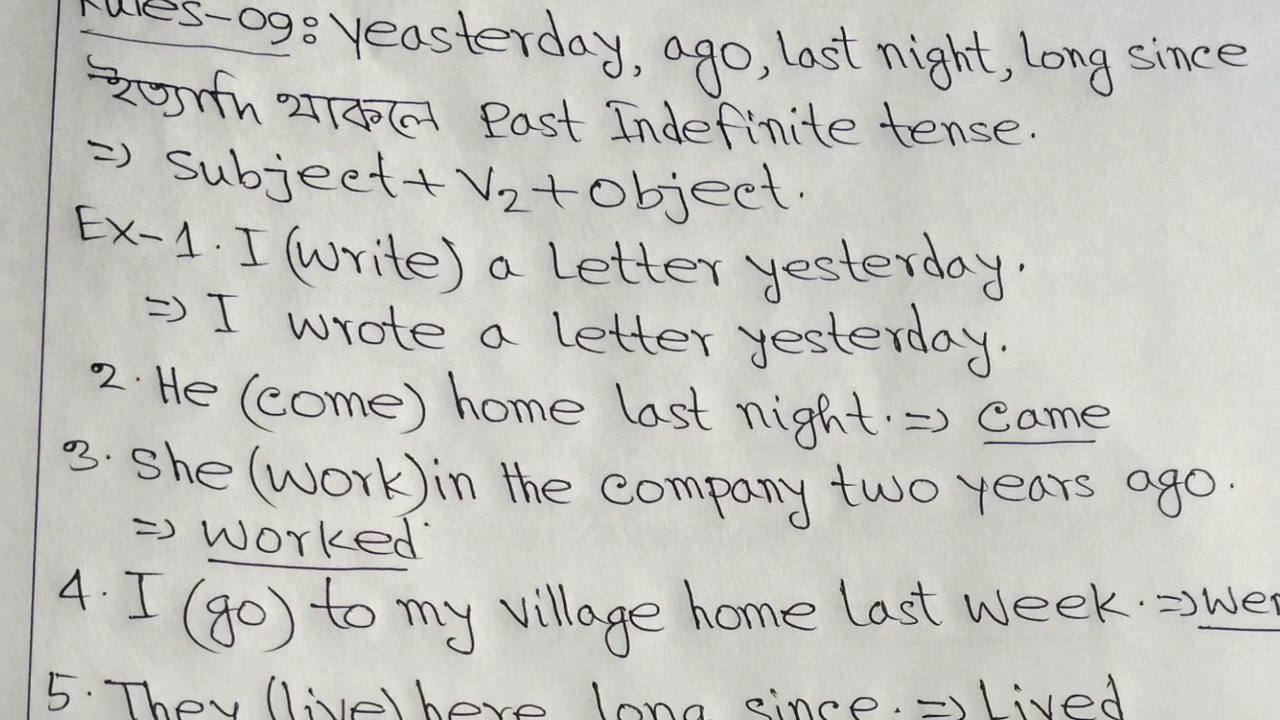 Rules-09: Yeasterday, ago, last night, long since
ইত্যাদি থাকলে Past Indefinite tense.
=> Subject + V2 + Object.
Ex-1. I (write) a letter yesterday.
=> I wrote a letter yesterday.
2. He (come) home last night. => came
3. She (work) in the company two years ago.
=> worked
4. I (go) to my village home last week. => wen
5. They (live) here long since. => Lived